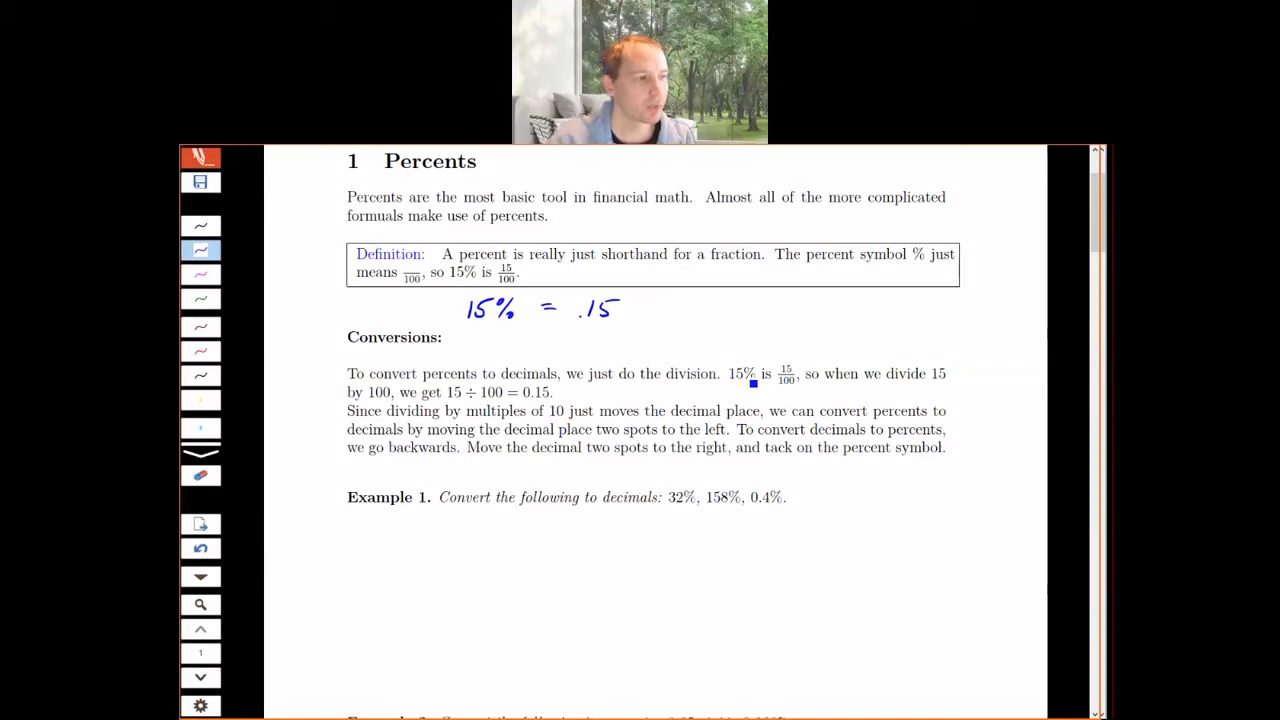 1 Percents
Percents are the most basic tool in financial math. Almost all of the more complicated
formuals make use of percents.
Definition: A percent is really just shorthand for a fraction. The percent symbol % just
means /100, so 15% is 15/100.
15% = .15
Conversions:
To convert percents to decimals, we just do the division. 15% is 15/100, so when we divide 15
by 100, we get 15 ÷ 100 = 0.15.
Since dividing by multiples of 10 just moves the decimal place, we can convert percents to
decimals by moving the decimal place two spots to the left. To convert decimals to percents,
we go backwards. Move the decimal two spots to the right, and tack on the percent symbol.
Example 1. Convert the following to decimals: 32%, 158%, 0.4%.
1